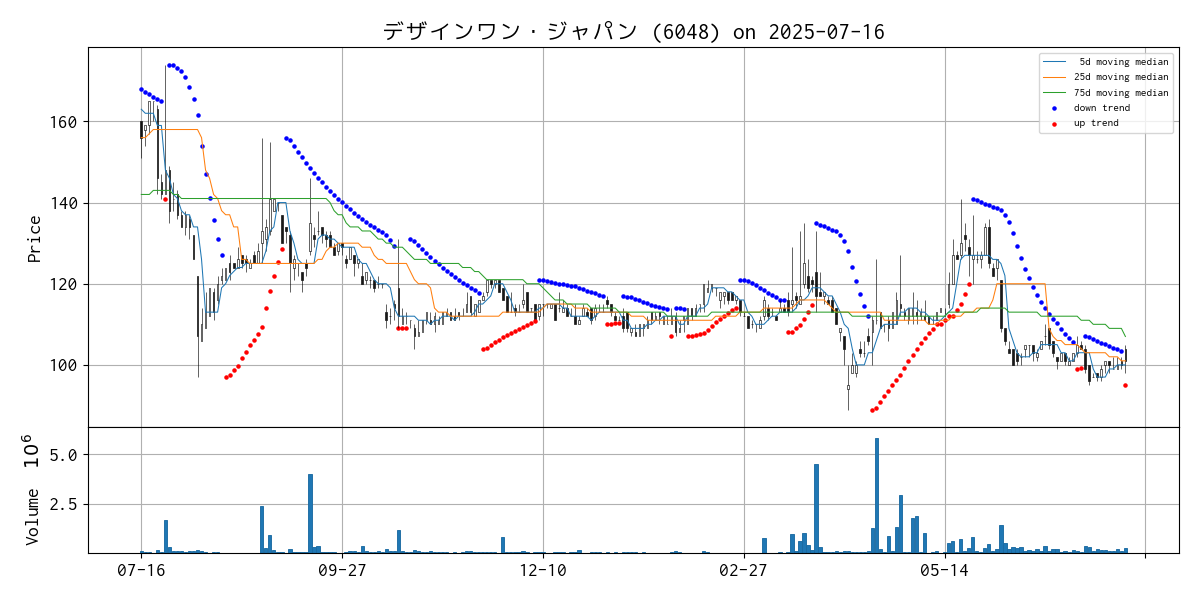 デザインワン・ジャパン (6048) on 2025-07-16
5d moving median
25d moving median
75d moving median
down trend
up trend
Price
160
140
120
100
Volume 10^6
5.0
2.5
07-16
09-27
12-10
02-27
05-14